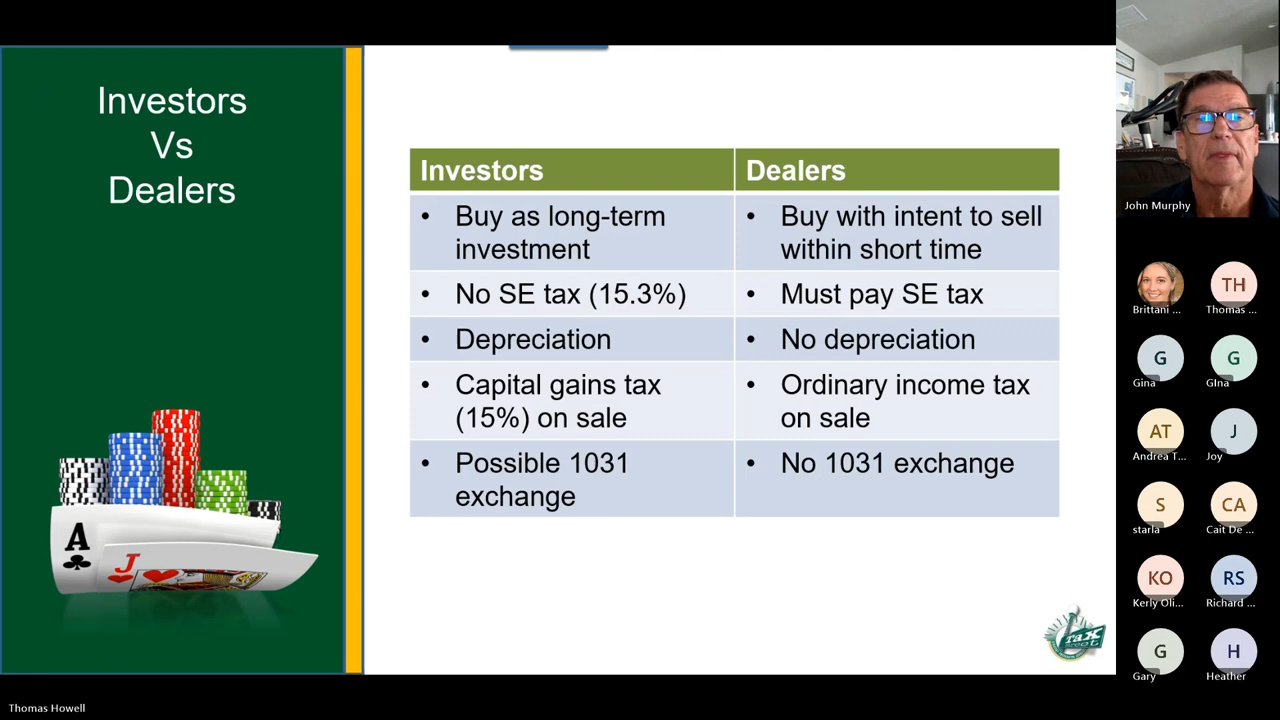 Investors
Vs
Dealers
Investors
Dealers
• Buy as long-term
investment
• Buy with intent to sell
within short time
• No SE tax (15.3%)
• Must pay SE tax
• Depreciation
• No depreciation
• Capital gains tax
(15%) on sale
• Ordinary income tax
on sale
• Possible 1031
exchange
• No 1031 exchange
A
J
Tax
John Murphy
Brittani ...
TH
Thomas ...
G
Gina
G
GIna
AT
Andrea T...
J
Joy
S
starla
CA
Cait De ...
KO
Kerly Oli...
RS
Richard ...
G
Gary
H
Heather
Thomas Howell